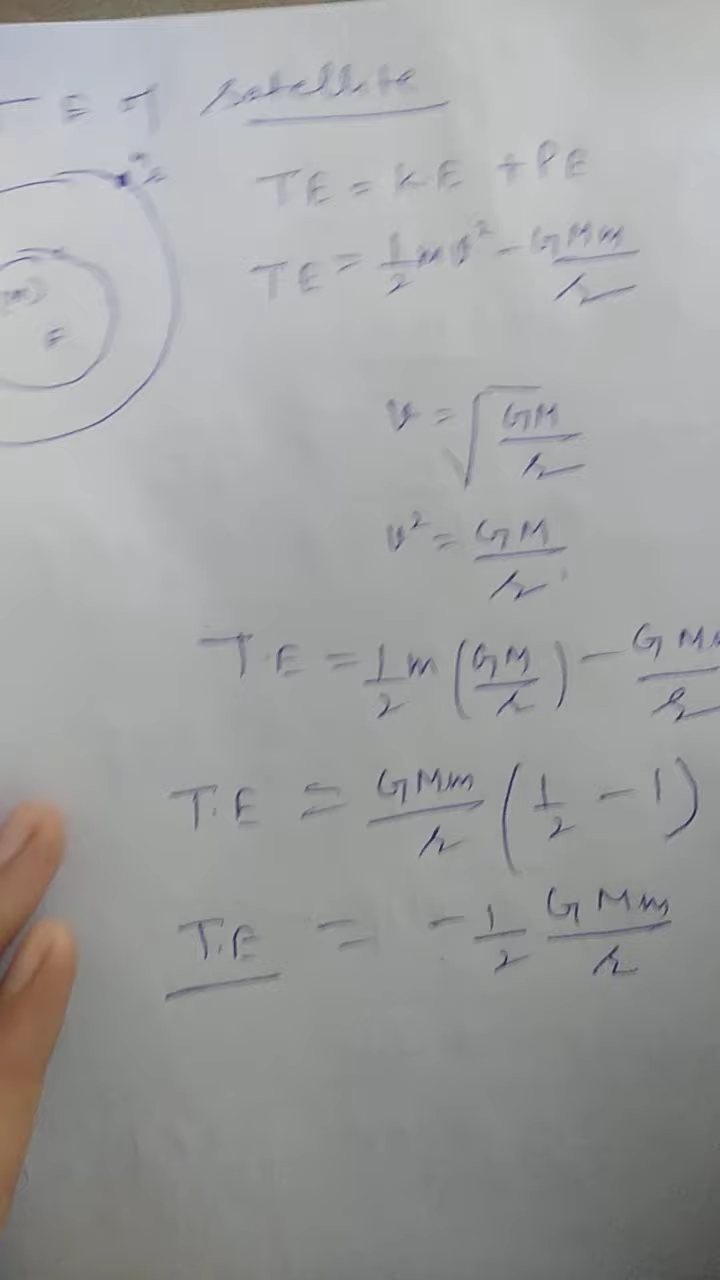 T E of satellite
m
TE = KE + PE
TE = 1/2 mv² - GMm/r
(m)
v = √GM/r
v² = GM/r
T.E = 1/2 m (GM/r) - GMm/r
T.E = GMm/r (1/2 - 1)
T.E = -1/2 GMm/r